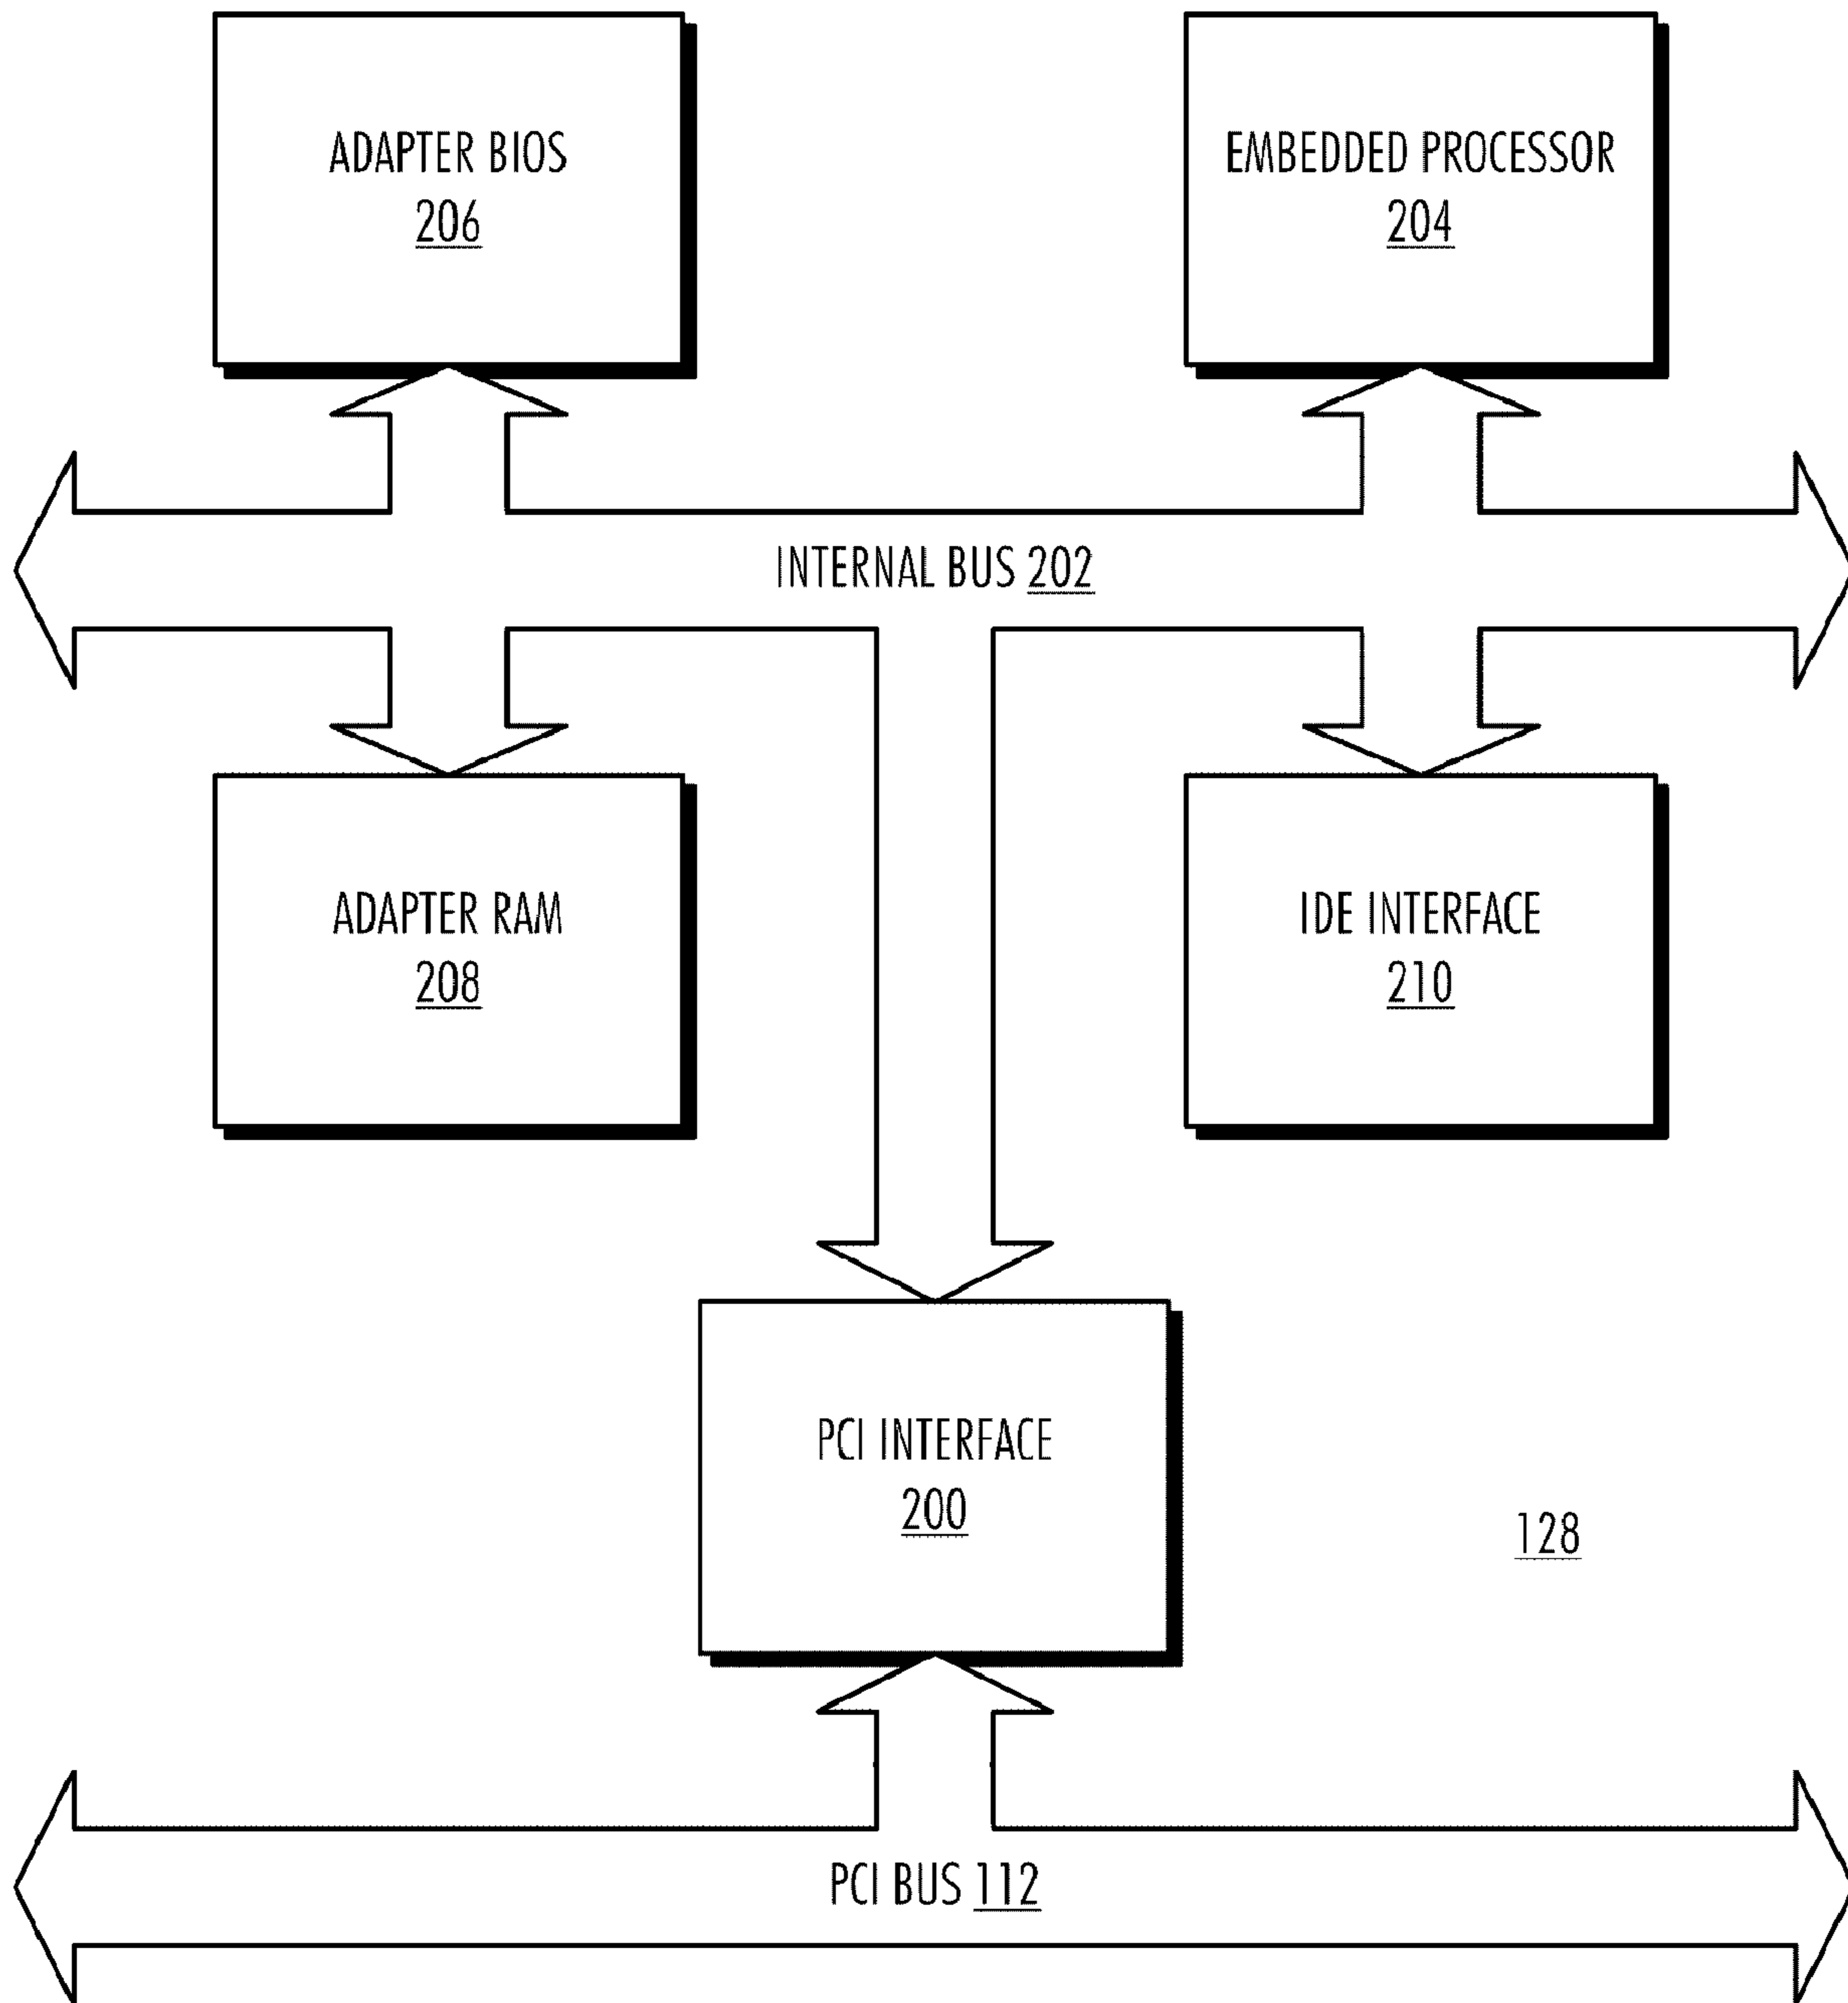 ADAPTER BIOS
206
EMBEDDED PROCESSOR
204
INTERNAL BUS 202
ADAPTER RAM
208
IDE INTERFACE
210
PCI INTERFACE
200
128
PCI BUS 112